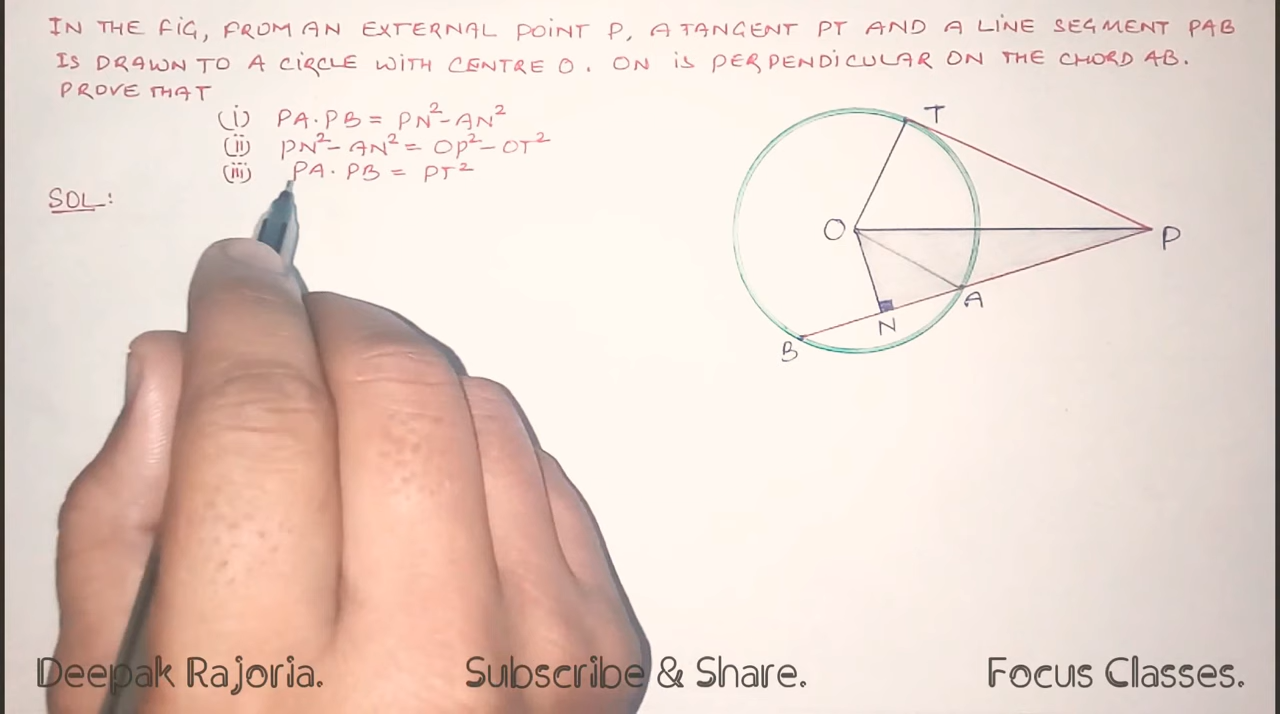 IN THE FIG, FROM AN EXTERNAL POINT P, A TANGENT PT AND A LINE SEGMENT PAB
IS DRAWN TO A CIRCLE WITH CENTRE O. ON IS PERPENDICULAR ON THE CHORD AB.
PROVE THAT
(i) PA·PB = PN²-AN²
(ii) PN²-AN² = OP²-OT²
(iii) PA·PB = PT²
SOL:
T
O
P
A
N
B
Deepak Rajoria. Subscribe & Share. Focus Classes.